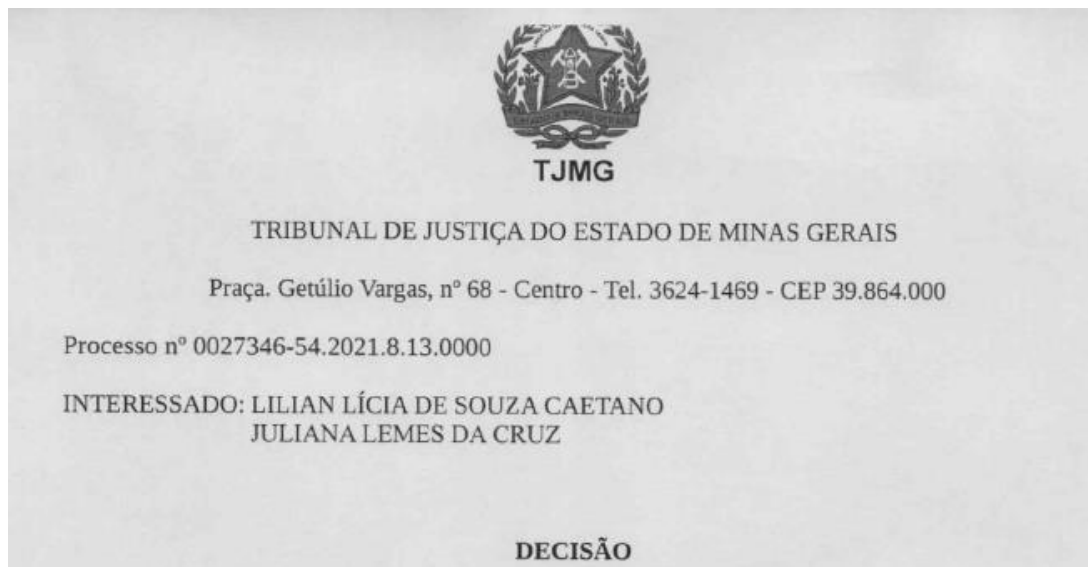 TJMG
TRIBUNAL DE JUSTIÇA DO ESTADO DE MINAS GERAIS
Praça. Getúlio Vargas, nº 68 - Centro - Tel. 3624-1469 - CEP 39.864.000
Processo nº 0027346-54.2021.8.13.0000
INTERESSADO: LILIAN LÍCIA DE SOUZA CAETANO
JULIANA LEMES DA CRUZ
DECISÃO